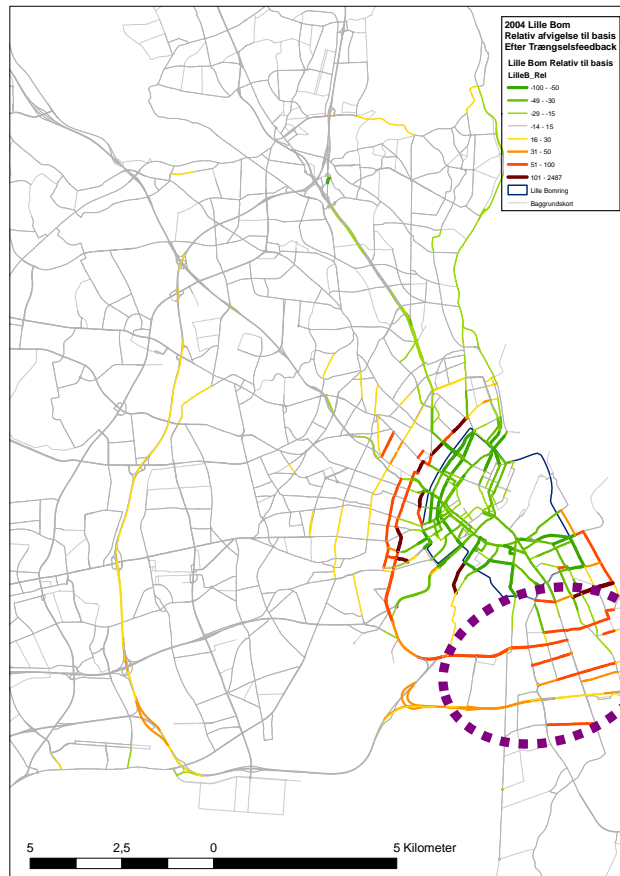 2004 Lille Bom
Relativ afvigelse til basis
Efter Trængselsfeedback
Lille Bom Relativ til basis
LilleB_Rel
-100 - -50
-49 - -30
-29 - -15
-14 - 15
16 - 30
31 - 50
51 - 100
101 - 2487
Lille Bomring
Baggrundskort
5 2,5 0 5 Kilometer